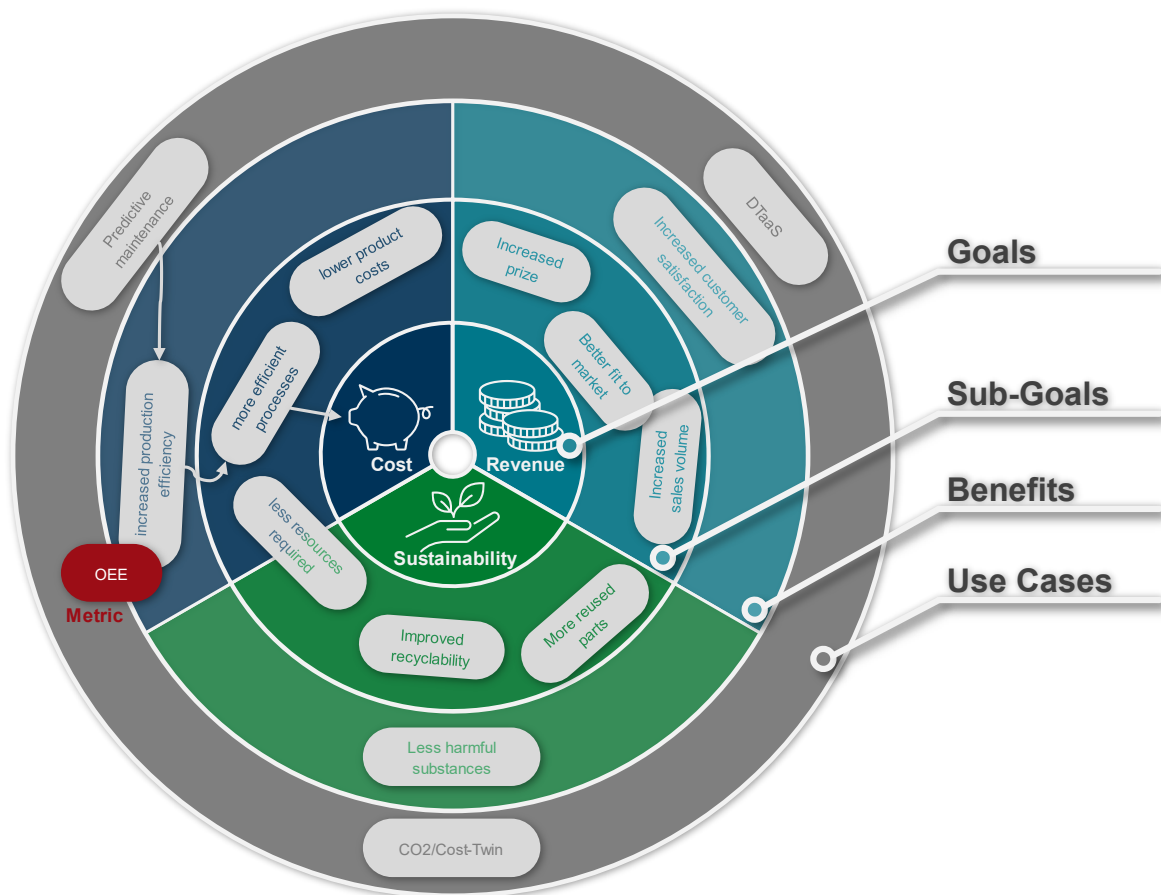 Predictive
maintenance
DTaaS
lower product
costs
Increased
prize
Increased customer
satisfaction
Goals
more efficient
processes
Better fit to
market
Sub-Goals
increased production
efficiency
Cost
Revenue
Increased
sales volume
Benefits
less resources
required
Sustainability
OEE
Metric
Use Cases
Improved
recyclability
More reused
parts
Less harmful
substances
CO2/Cost-Twin